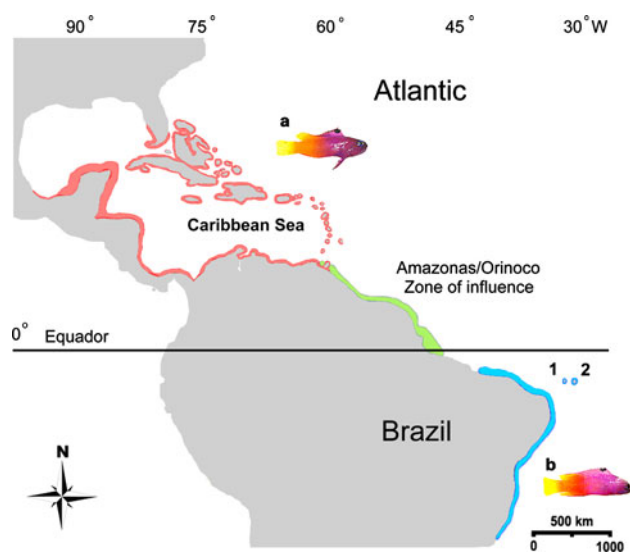 90° 75° 60° 45° 30°W
Atlantic
a
Caribbean Sea
Amazonas/Orinoco
Zone of influence
0° Equador
1 2
Brazil
N
b
500 km
0 1000